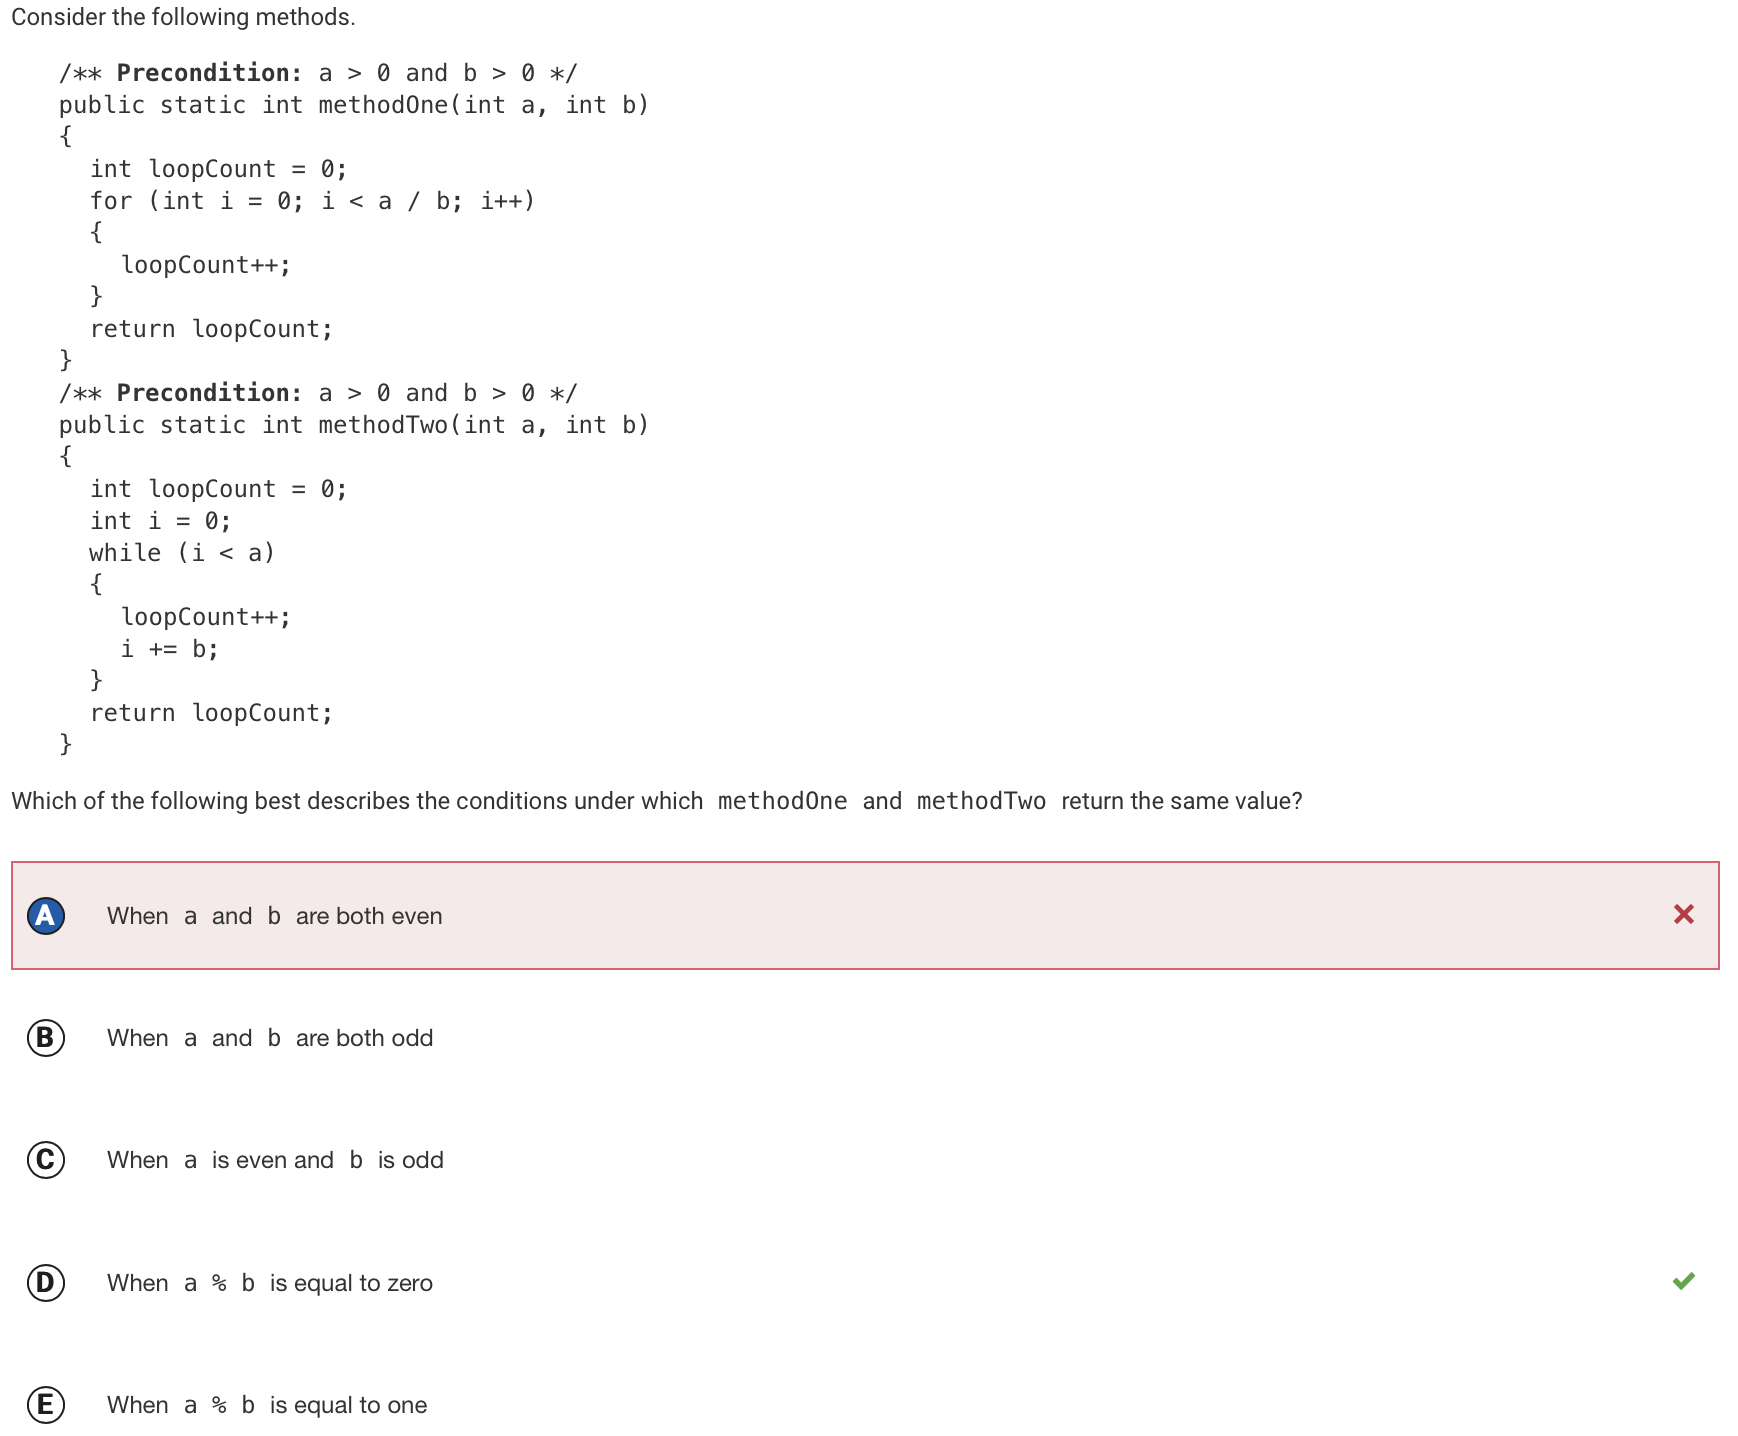 Consider the following methods.
/** Precondition: a > 0 and b > 0 */
public static int methodOne(int a, int b)
{
int loopCount = 0;
for (int i = 0; i < a / b; i++)
{
loopCount++;
}
return loopCount;
}
/** Precondition: a > 0 and b > 0 */
public static int methodTwo(int a, int b)
{
int loopCount = 0;
int i = 0;
while (i < a)
{
loopCount++;
i += b;
}
return loopCount;
}
Which of the following best describes the conditions under which methodOne and methodTwo return the same value?
A When a and b are both even
B When a and b are both odd
C When a is even and b is odd
D When a % b is equal to zero
E When a % b is equal to one